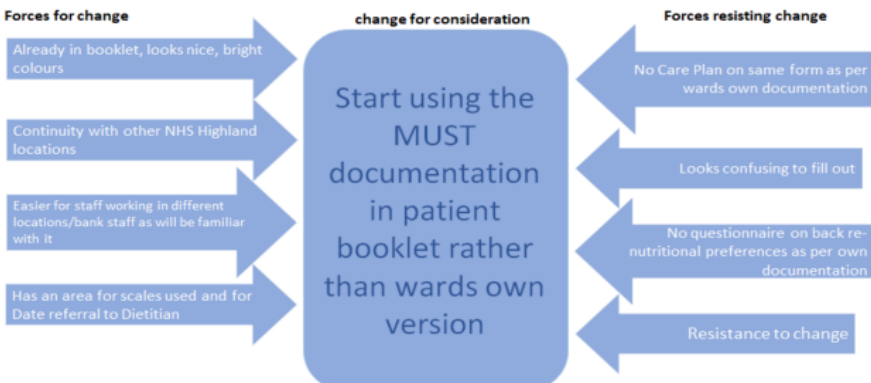 Forces for change
change for consideration
Forces resisting change
Already in booklet, looks nice, bright
colours
Continuity with other NHS Highland
locations
Easier for staff working in different
locations/bank staff as will be familiar
with it
Has an area for scales used and for
Date referral to Dietitian
Start using the
MUST
documentation
in patient
booklet rather
than wards own
version
No Care Plan on same form as per
wards own documentation
Looks confusing to fill out
No questionnaire on back re-
nutritional preferences as per own
documentation
Resistance to change